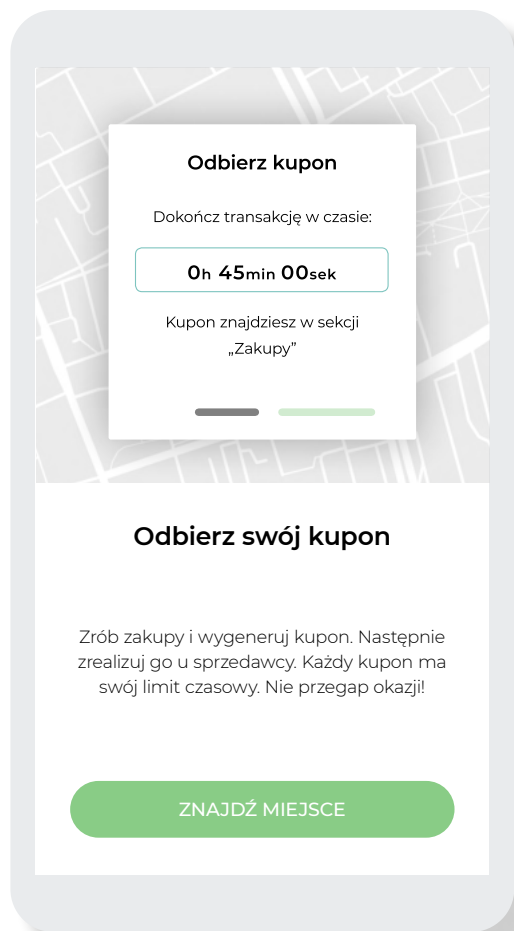 Odbierz kupon
Dokończ transakcję w czasie:
0h 45min 00sek
Kupon znajdziesz w sekcji
„Zakupy”
Odbierz swój kupon
Zrób zakupy i wygeneruj kupon. Następnie
zrealizuj go u sprzedawcy. Każdy kupon ma
swój limit czasowy. Nie przegap okazji!
ZNAJDŹ MIEJSCE